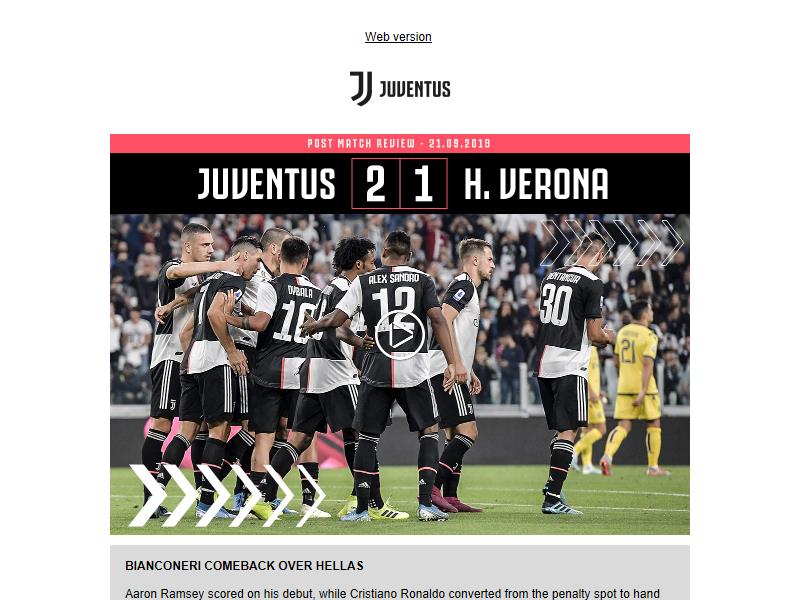 Web version
JUVENTUS
POST MATCH REVIEW - 21.09.2019
JUVENTUS 2 1 H. VERONA
DYBALA
10
ALEX SANDRO
12
BENTANCUR
30
21
BIANCONERI COMEBACK OVER HELLAS
Aaron Ramsey scored on his debut, while Cristiano Ronaldo converted from the penalty spot to hand